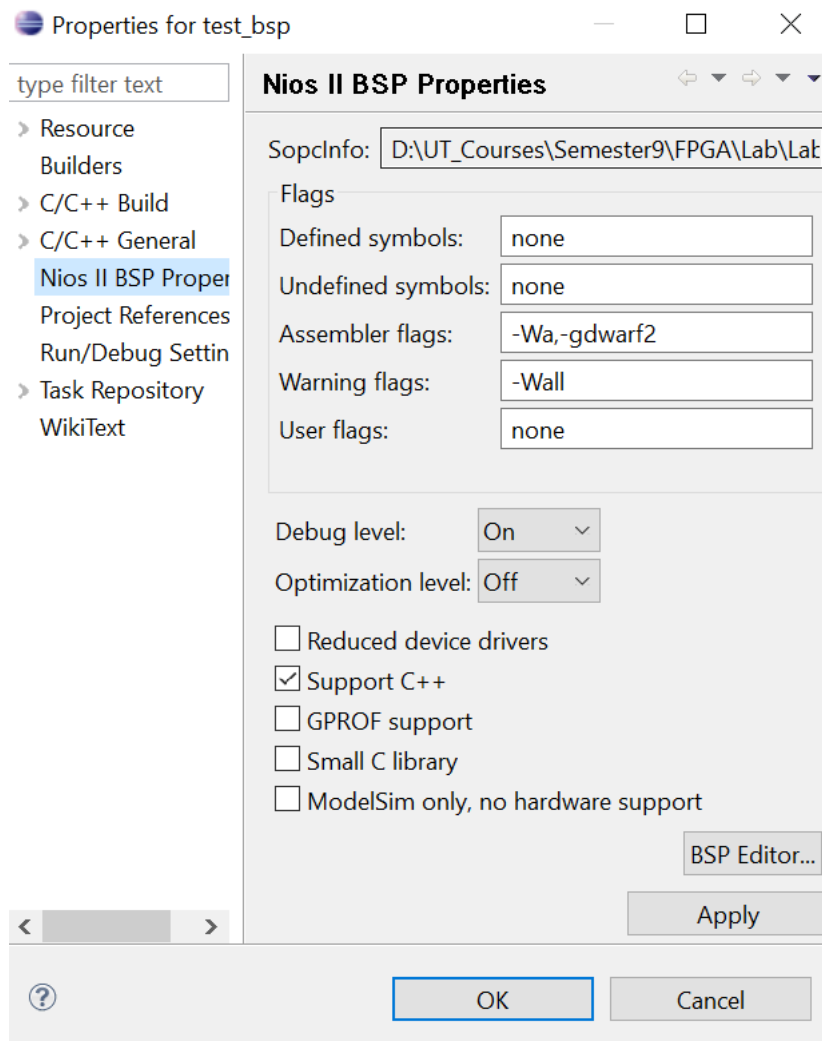 Properties for test_bsp
type filter text
Resource
Builders
C/C++ Build
C/C++ General
Nios II BSP Proper
Project References
Run/Debug Settin
Task Repository
WikiText
Nios II BSP Properties
SopcInfo: D:\UT_Courses\Semester9\FPGA\Lab\Lab
Flags
Defined symbols: none
Undefined symbols: none
Assembler flags: -Wa,-gdwarf2
Warning flags: -Wall
User flags: none
Debug level: On
Optimization level: Off
Reduced device drivers
Support C++
GPROF support
Small C library
ModelSim only, no hardware support
BSP Editor...
Apply
OK Cancel